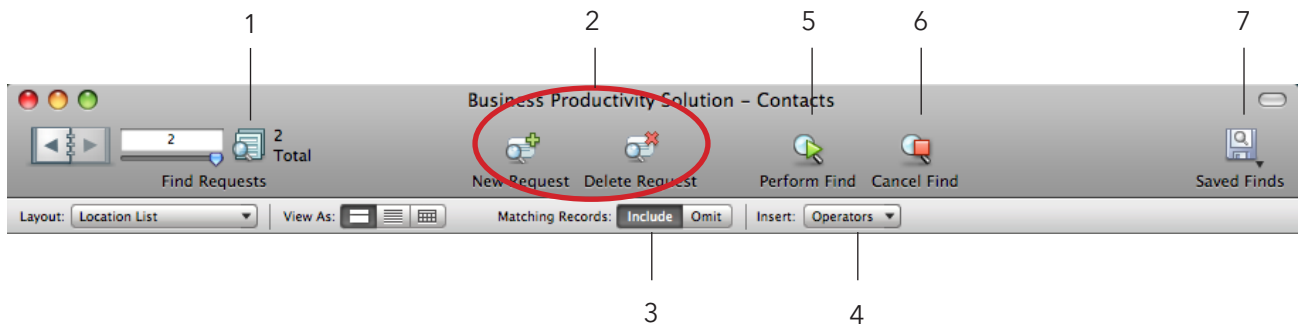 1 2 5 6 7
Business Productivity Solution – Contacts
2 2
Total
Find Requests New Request Delete Request Perform Find Cancel Find Saved Finds
Layout: Location List View As: Matching Records: Include Omit Insert: Operators
3 4